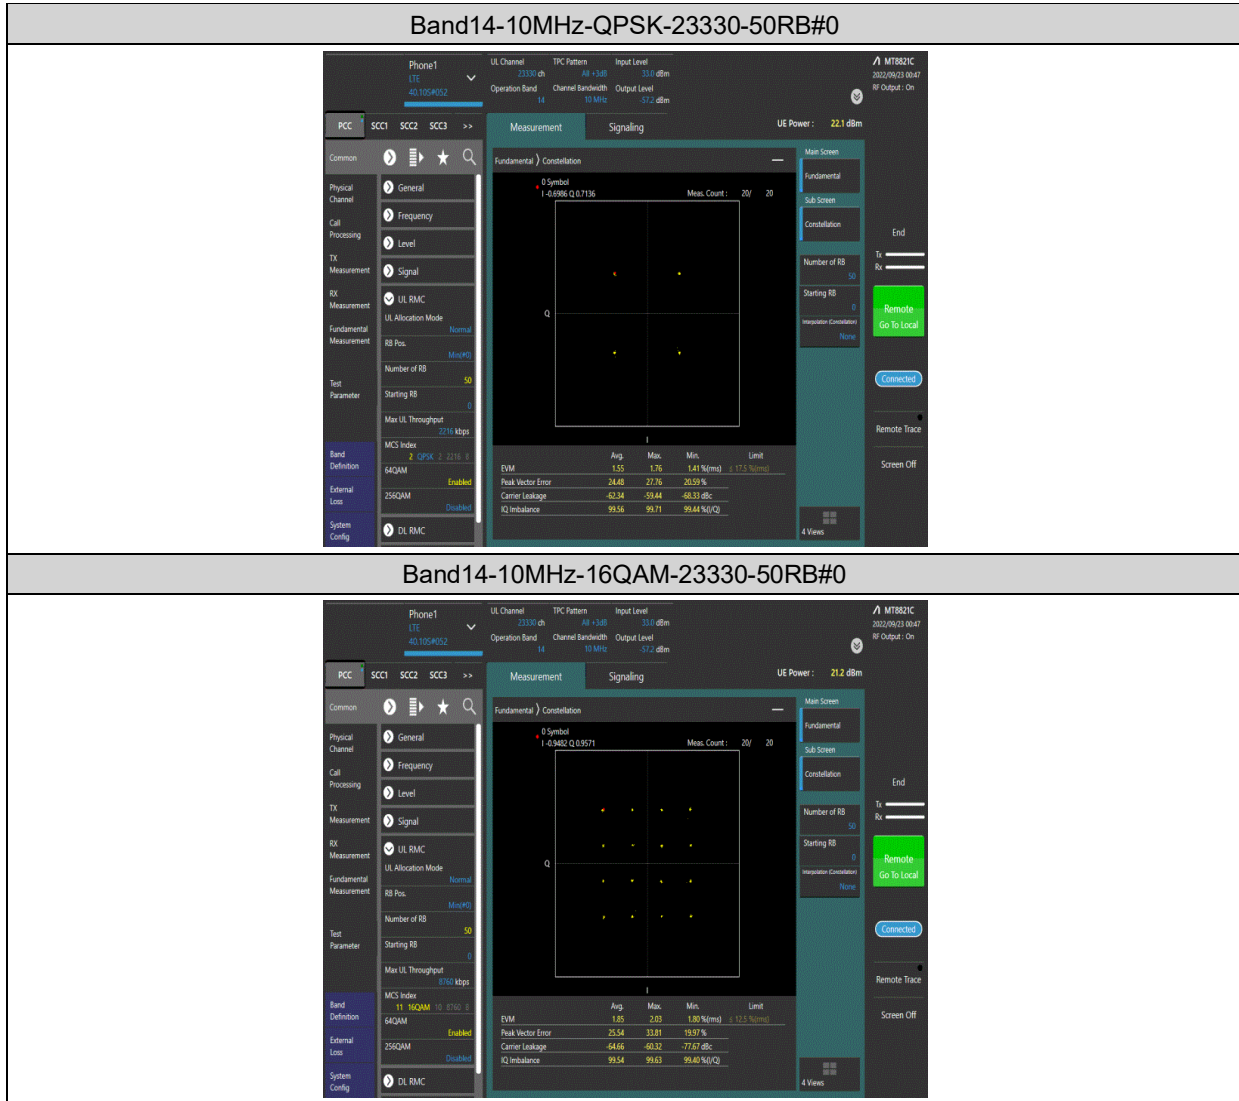 Band14-10MHz-QPSK-23330-50RB#0
Phone1
LTE
40.10S#052
UL Channel TPC Pattern Input Level
23330 ch All +3dB 33.0 dBm
Operation Band Channel Bandwidth Output Level
14 10 MHz -57.2 dBm
MT8821C
2022/09/23 00:47
RF Output : On
PCC SCC1 SCC2 SCC3 >>
Measurement Signaling
UE Power : 22.1 dBm
Common
Physical Channel
Call Processing
TX Measurement
RX Measurement
Fundamental Measurement
Test Parameter
Band Definition
External Loss
System Config
General
Frequency
Level
Signal
UL RMC
UL Allocation Mode
Normal
RB Pos.
Min(#0)
Number of RB
50
Starting RB
0
Max UL Throughput
2216 kbps
MCS Index
2 QPSK 2 2216 8
64QAM
Enabled
256QAM
Disabled
DL RMC
Fundamental Constellation
0 Symbol
I -0.6986 Q 0.7136 Meas. Count : 20/ 20
Q
I
Avg. Max. Min. Limit
EVM 1.55 1.76 1.41 %(rms) ≤ 17.5 %(rms)
Peak Vector Error 24.48 27.76 20.59 %
Carrier Leakage -62.34 -59.44 -68.33 dBc
IQ Imbalance 99.56 99.71 99.44 %(I/Q)
Main Screen
Fundamental
Sub Screen
Constellation
Number of RB
50
Starting RB
0
Interpolation (Constellation)
None
4 Views
End
Tx
Rx
Remote
Go To Local
Connected
Remote Trace
Screen Off
Band14-10MHz-16QAM-23330-50RB#0
Phone1
LTE
40.10S#052
UL Channel TPC Pattern Input Level
23330 ch All +3dB 33.0 dBm
Operation Band Channel Bandwidth Output Level
14 10 MHz -57.2 dBm
MT8821C
2022/09/23 00:47
RF Output : On
PCC SCC1 SCC2 SCC3 >>
Measurement Signaling
UE Power : 21.2 dBm
Common
Physical Channel
Call Processing
TX Measurement
RX Measurement
Fundamental Measurement
Test Parameter
Band Definition
External Loss
System Config
General
Frequency
Level
Signal
UL RMC
UL Allocation Mode
Normal
RB Pos.
Min(#0)
Number of RB
50
Starting RB
0
Max UL Throughput
8760 kbps
MCS Index
11 16QAM 10 8760 8
64QAM
Enabled
256QAM
Disabled
DL RMC
Fundamental Constellation
0 Symbol
I -0.9482 Q 0.9571 Meas. Count : 20/ 20
Q
I
Avg. Max. Min. Limit
EVM 1.85 2.03 1.80 %(rms) ≤ 12.5 %(rms)
Peak Vector Error 25.54 33.81 19.97 %
Carrier Leakage -64.66 -60.32 -77.67 dBc
IQ Imbalance 99.54 99.63 99.40 %(I/Q)
Main Screen
Fundamental
Sub Screen
Constellation
Number of RB
50
Starting RB
0
Interpolation (Constellation)
None
4 Views
End
Tx
Rx
Remote
Go To Local
Connected
Remote Trace
Screen Off